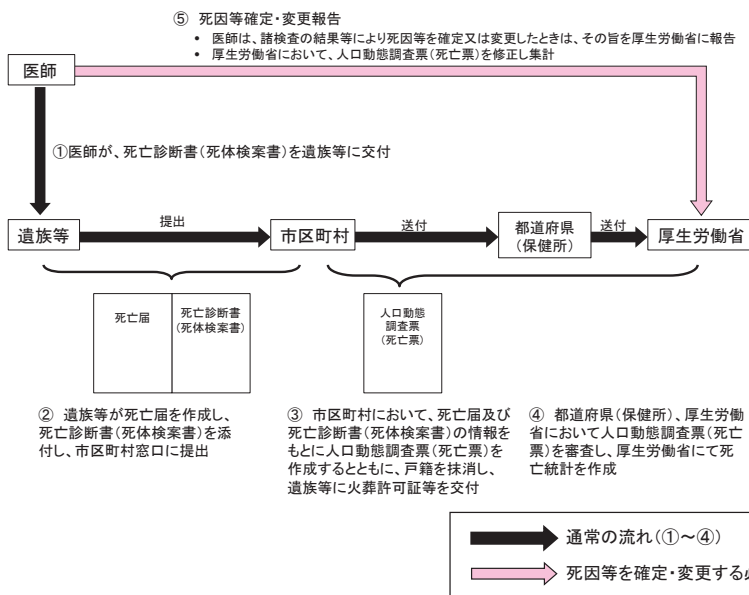 ⑤ 死因等確定・変更報告
• 医師は、諸検査の結果等により死因等を確定又は変更したときは、その旨を厚生労働省に報告
• 厚生労働省において、人口動態調査票(死亡票)を修正し集計
医師
①医師が、死亡診断書(死体検案書)を遺族等に交付
遺族等
提出
市区町村
送付
都道府県
(保健所)
送付
厚生労働省
死亡届
死亡診断書
(死体検案書)
人口動態
調査票
(死亡票)
② 遺族等が死亡届を作成し、
死亡診断書(死体検案書)を添
付し、市区町村窓口に提出
③ 市区町村において、死亡届及び
死亡診断書(死体検案書)の情報を
もとに人口動態調査票(死亡票)を
作成するとともに、戸籍を抹消し、
遺族等に火葬許可証等を交付
④ 都道府県(保健所)、厚生労働
省において人口動態調査票(死亡
票)を審査し、厚生労働省にて死
亡統計を作成
通常の流れ(①～④)
死因等を確定・変更する